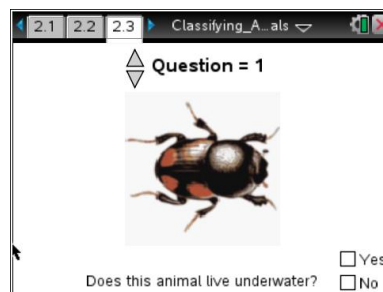 2.1 2.2 2.3 Classifying_A…als
Question = 1
Yes
Does this animal live underwater? No